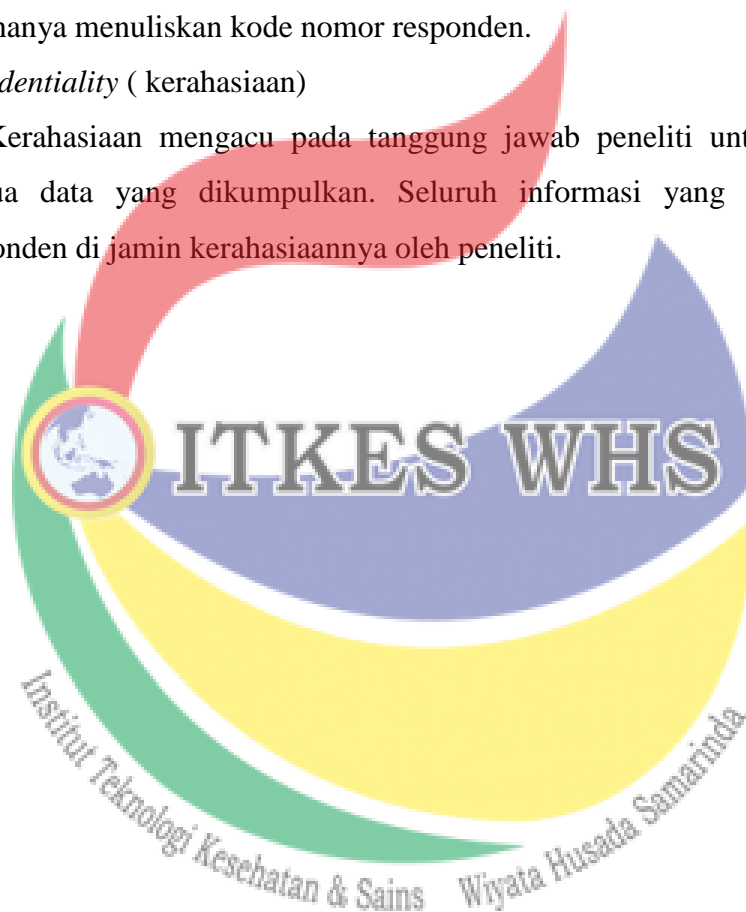 hanya menuliskan kode nomor responden.
dentiality ( kerahasiaan)
Kerahasiaan mengacu pada tanggung jawab peneliti unt
ua data yang dikumpulkan. Seluruh informasi yang
onden di jamin kerahasiaannya oleh peneliti.
ITKES WHS
Institut Teknologi Kesehatan & Sains Wiyata Husada Samarinda